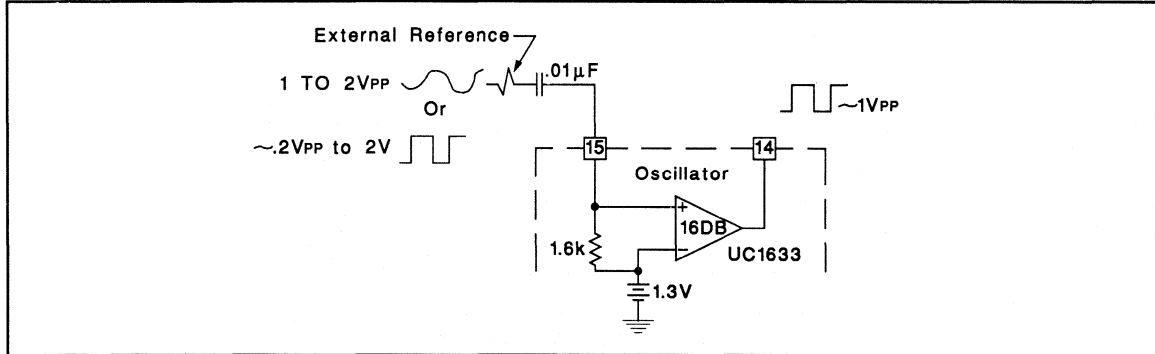 External Reference
.01µF
1 TO 2VPP
Or
~.2VPP to 2V
~1VPP
15
14
Oscillator
+
16DB
−
1.6k
UC1633
1.3V